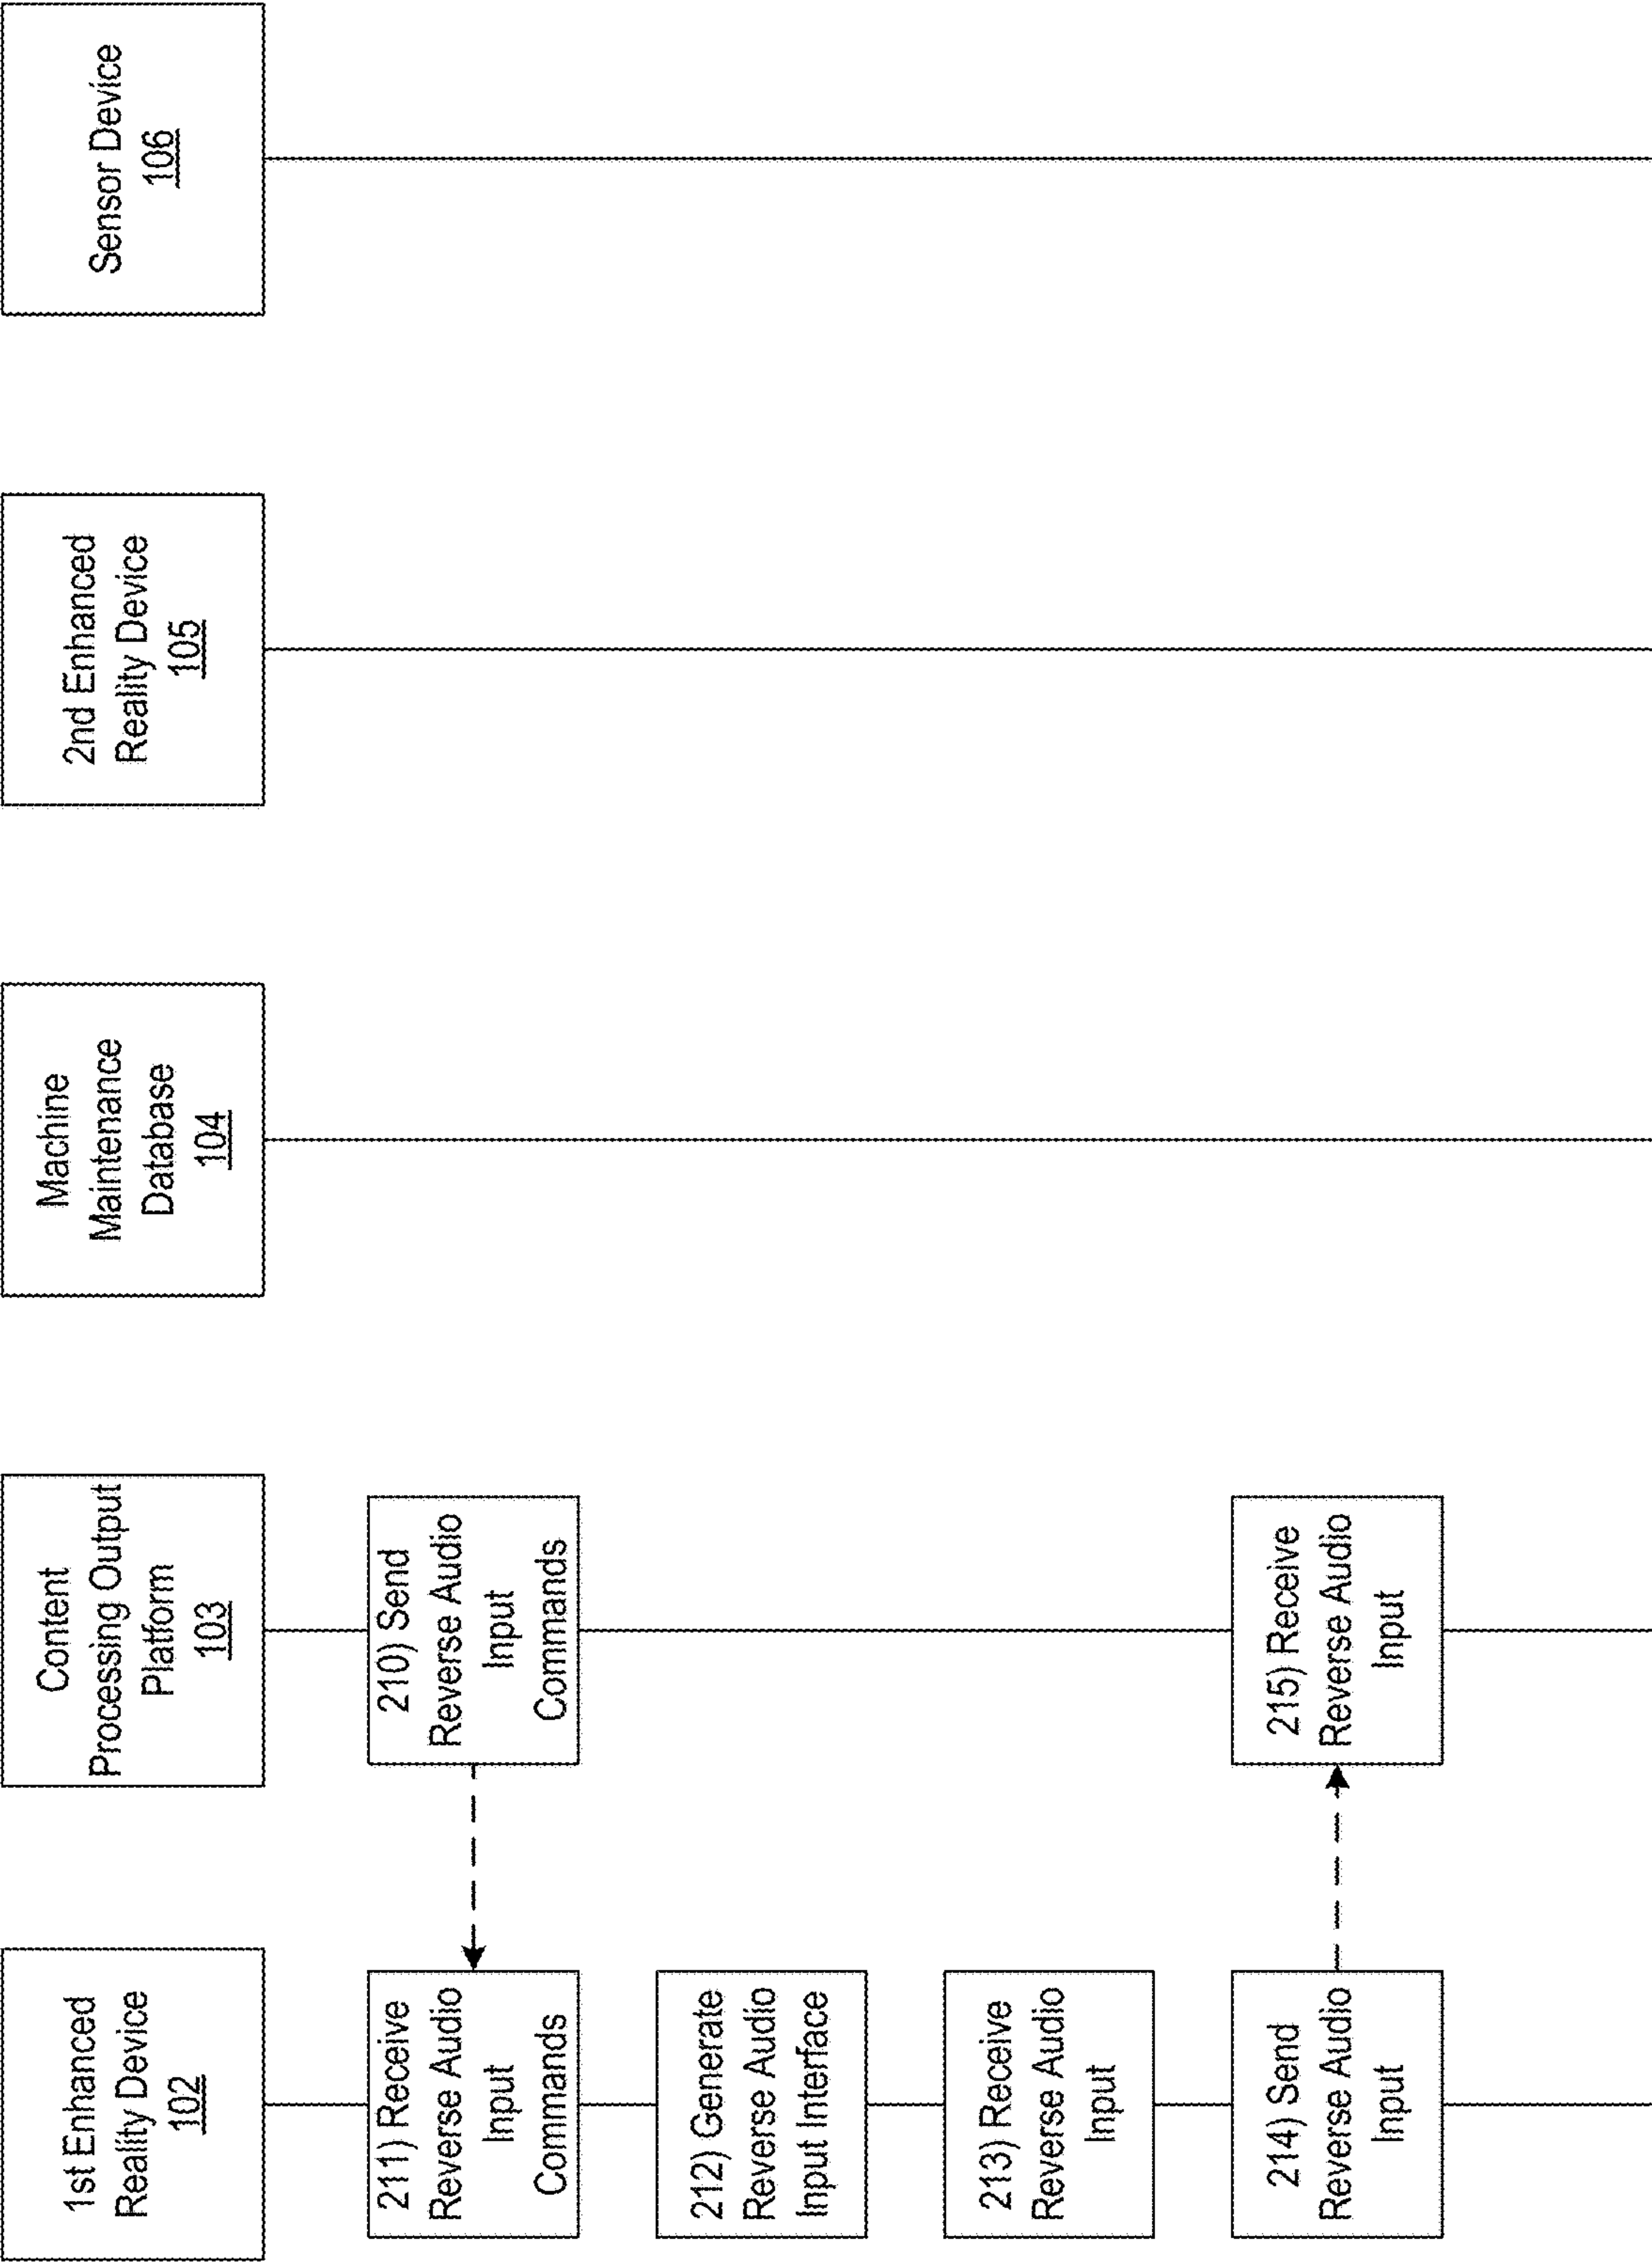 1st Enhanced
Reality Device
102
Content
Processing Output
Platform
103
Machine
Maintenance
Database
104
2nd Enhanced
Reality Device
105
Sensor Device
106
211) Receive
Reverse Audio
Input
Commands
210) Send
Reverse Audio
Input
Commands
212) Generate
Reverse Audio
Input Interface
213) Receive
Reverse Audio
Input
214) Send
Reverse Audio
Input
215) Receive
Reverse Audio
Input